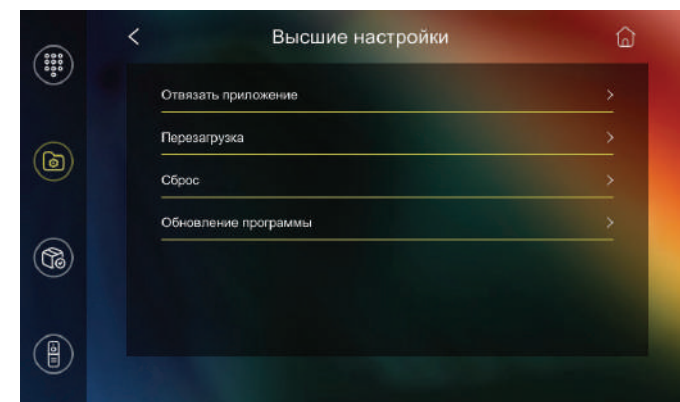 Высшие настройки
Отвязать приложение
Перезагрузка
Сброс
Обновление программы